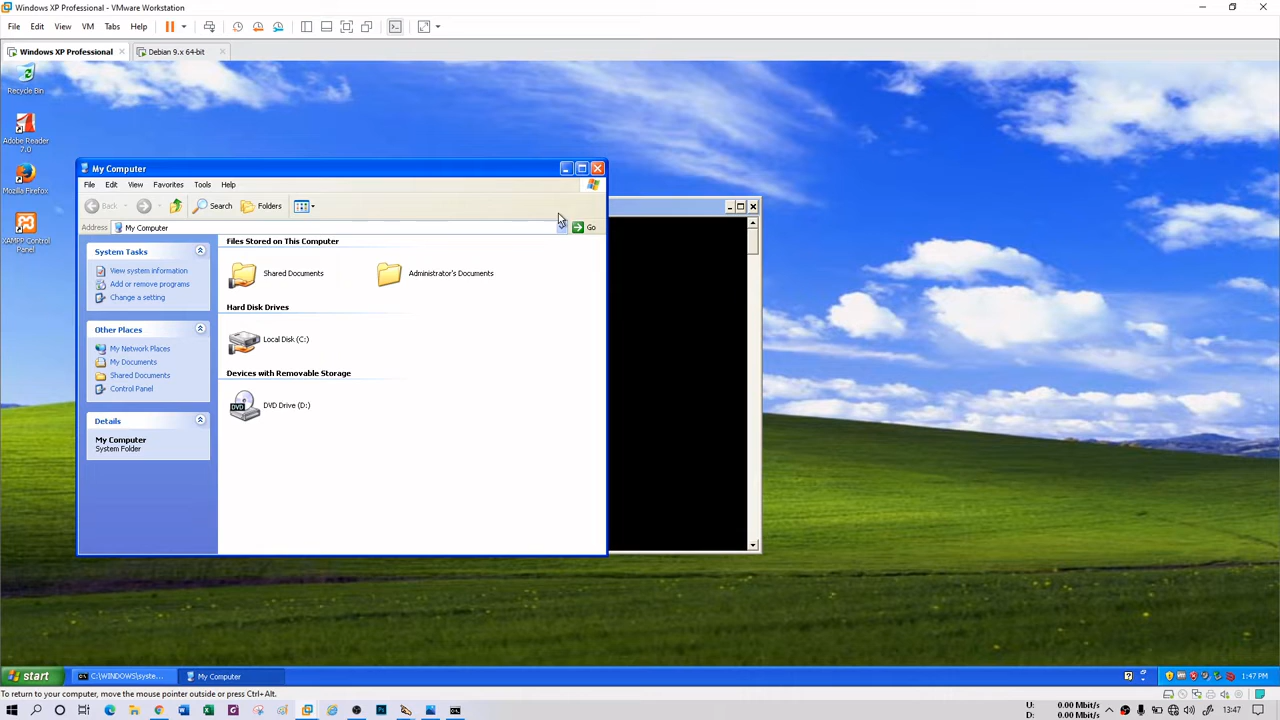 Windows XP Professional - VMware Workstation
File Edit View VM Tabs Help
Windows XP Professional
Debian 9.x 64-bit
Recycle Bin
Adobe Reader
7.0
Mozilla Firefox
XAMPP Control
Panel
My Computer
File Edit View Favorites Tools Help
Back Search Folders
Address My Computer Go
System Tasks
View system information
Add or remove programs
Change a setting
Other Places
My Network Places
My Documents
Shared Documents
Control Panel
Details
My Computer
System Folder
Files Stored on This Computer
Shared Documents
Administrator's Documents
Hard Disk Drives
Local Disk (C:)
Devices with Removable Storage
DVD
DVD Drive (D:)
start
C:\WINDOWS\syste...
My Computer
1:47 PM
To return to your computer, move the mouse pointer outside or press Ctrl+Alt.
U: 0.00 Mbit/s
D: 0.00 Mbit/s
13:47